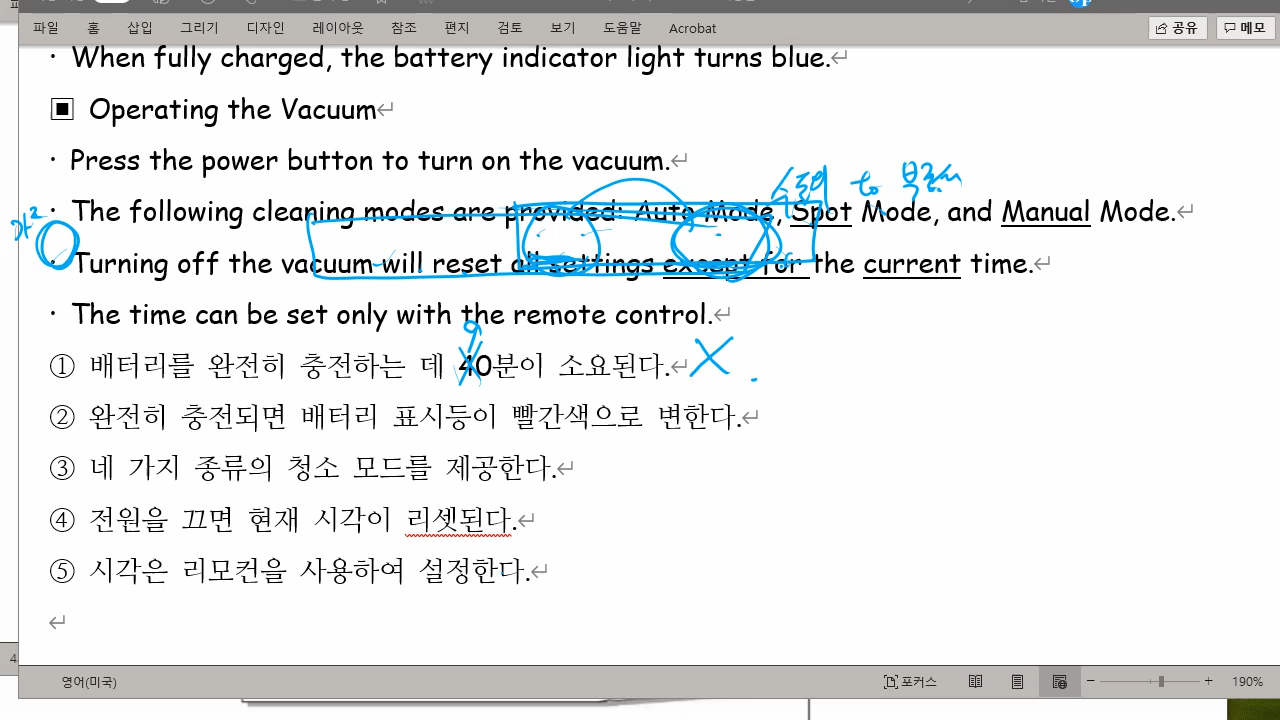 파일 홈 삽입 그리기 디자인 레이아웃 참조 편지 검토 보기 도움말 Acrobat 공유 메모
· When fully charged, the battery indicator light turns blue.
▣ Operating the Vacuum
· Press the power button to turn on the vacuum.
· The following cleaning modes are provided: Auto Mode, Spot Mode, and Manual Mode.
· Turning off the vacuum will reset all settings except for the current time.
· The time can be set only with the remote control.
9
① 배터리를 완전히 충전하는 데 40분이 소요된다. X
② 완전히 충전되면 배터리 표시등이 빨간색으로 변한다.
③ 네 가지 종류의 청소 모드를 제공한다.
④ 전원을 끄면 현재 시각이 리셋된다.
⑤ 시각은 리모컨을 사용하여 설정한다.
영어(미국) 포커스 190%